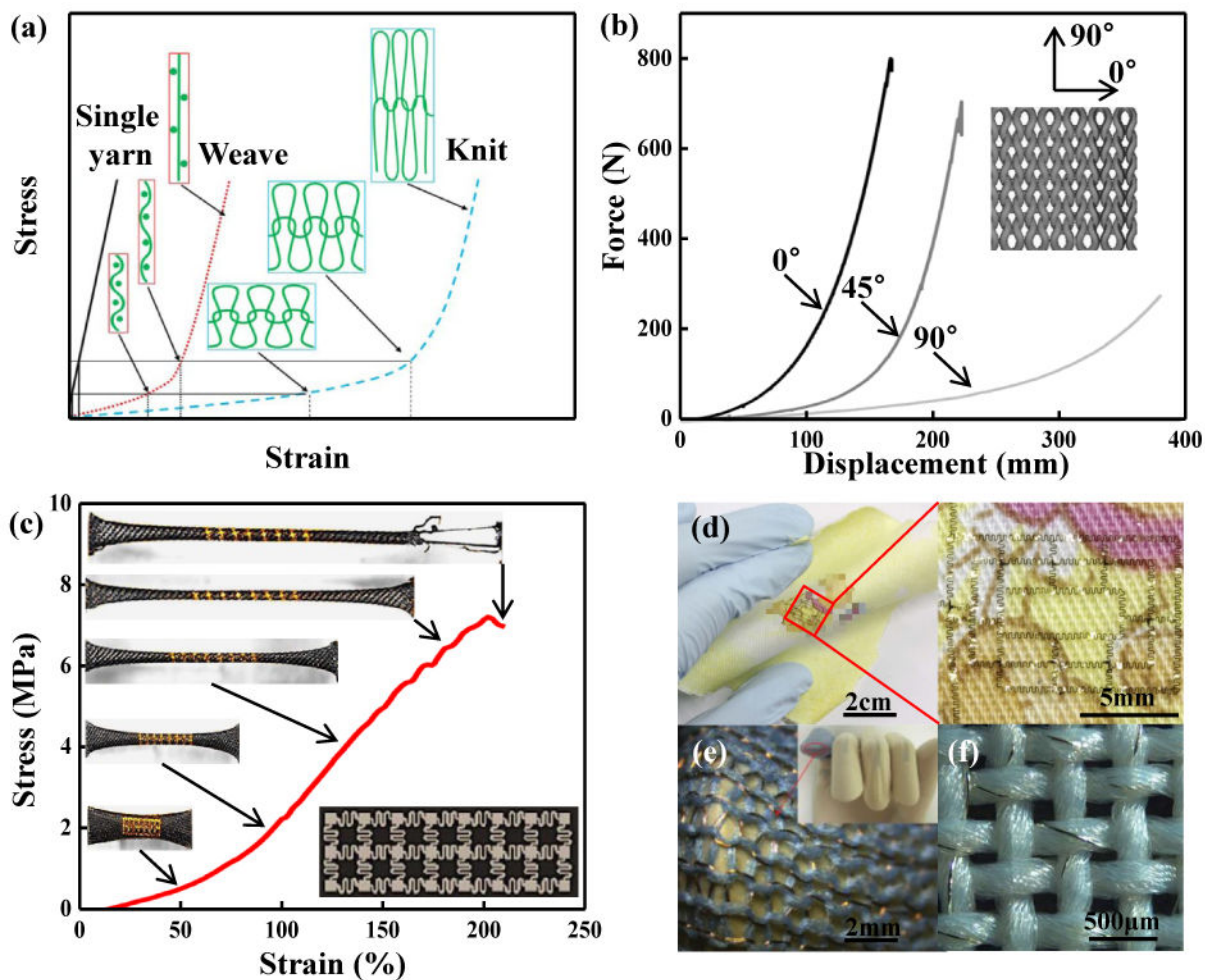 (a)
Single
yarn
Weave
Knit
Stress
Strain
(b)
90°
0°
800
600
400
200
0
Force (N)
0°
45°
90°
0 100 200 300 400
Displacement (mm)
(c)
10
8
6
4
2
0
Stress (MPa)
0 50 100 150 200 250
Strain (%)
(d)
2cm
5mm
(e)
2mm
(f)
500μm